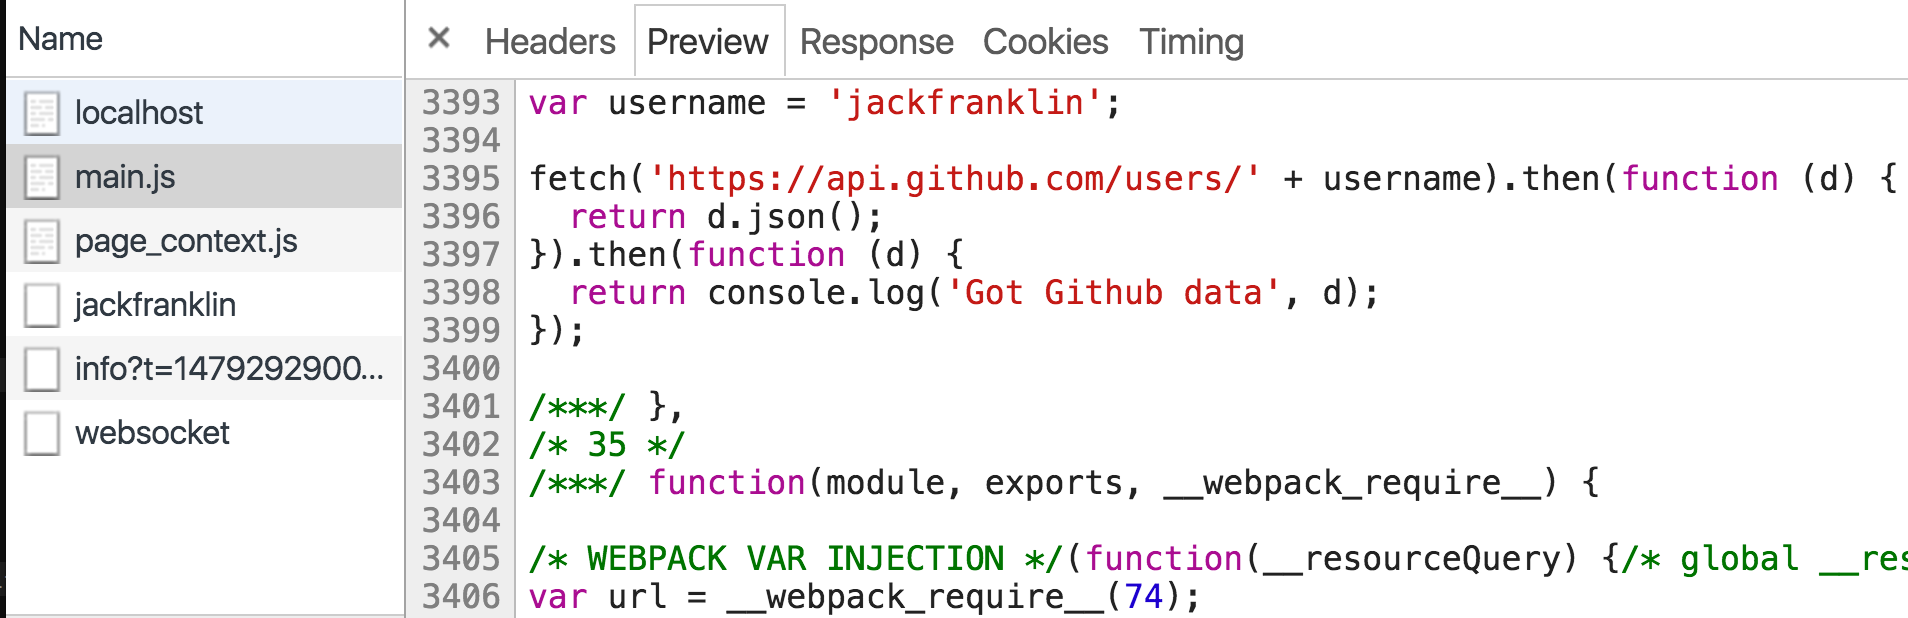 Name
localhost
main.js
page_context.js
jackfranklin
info?t=1479292900...
websocket
× Headers Preview Response Cookies Timing
3393 var username = 'jackfranklin';
3394
3395 fetch('https://api.github.com/users/' + username).then(function (d) {
3396   return d.json();
3397 }).then(function (d) {
3398   return console.log('Got Github data', d);
3399 });
3400
3401 /***/ },
3402 /* 35 */
3403 /***/ function(module, exports, __webpack_require__) {
3404
3405 /* WEBPACK VAR INJECTION */(function(__resourceQuery) {/* global __res
3406 var url = __webpack_require__(74);